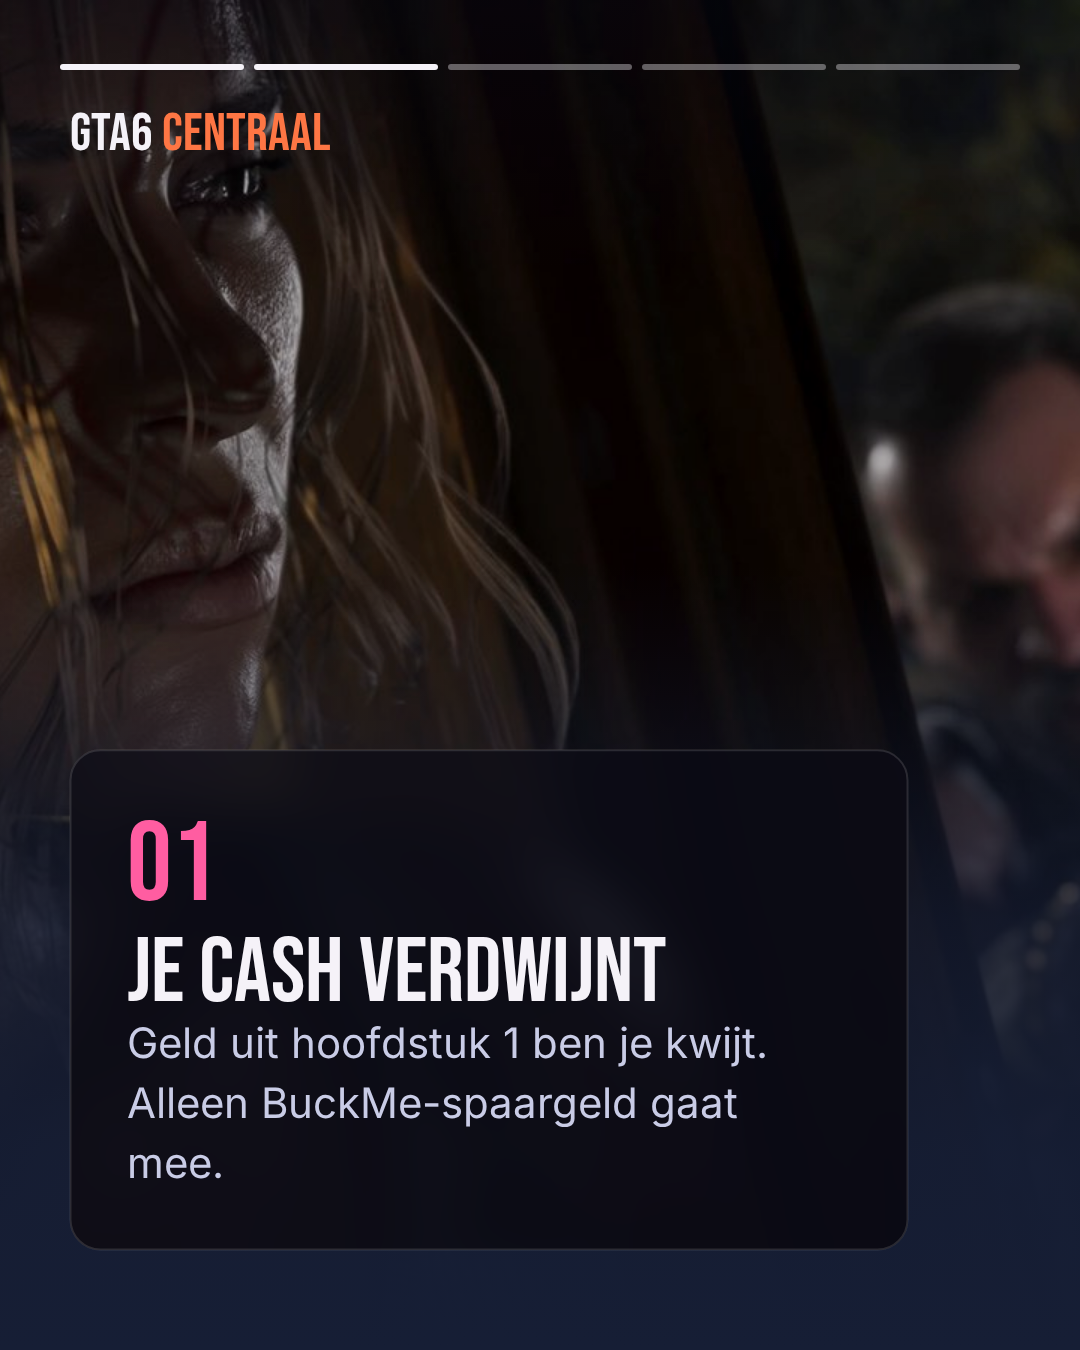 GTA6 CENTRAAL
01
JE CASH VERDWIJNT
Geld uit hoofdstuk 1 ben je kwijt.
Alleen BuckMe-spaargeld gaat
mee.